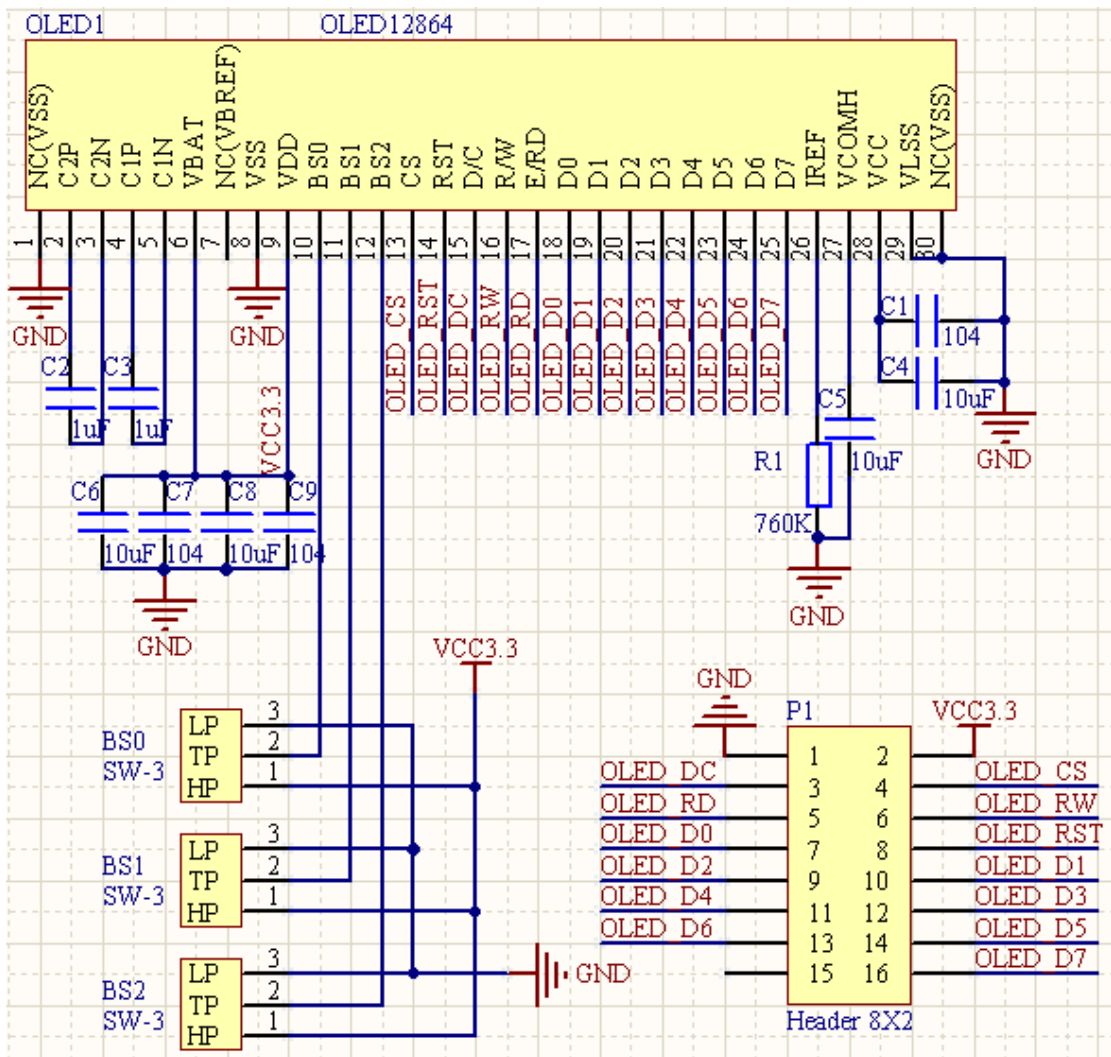 OLED1 OLED12864
NC(VSS)
C2P
C2N
C1P
C1N
VBAT
NC(VBREF)
VSS
VDD
BS0
BS1
BS2
CS
RST
D/C
R/W
E/RD
D0
D1
D2
D3
D4
D5
D6
D7
IREF
VCOMH
VCC
VLSS
NC(VSS)
1 2 3 4 5 6 7 8 9 10 11 12 13 14 15 16 17 18 19 20 21 22 23 24 25 26 27 28 29 30
GND
GND
OLED_CS
OLED_RST
OLED_DC
OLED_RW
OLED_RD
OLED_D0
OLED_D1
OLED_D2
OLED_D3
OLED_D4
OLED_D5
OLED_D6
OLED_D7
C1
104
C4
10uF
GND
C2
1uF
C3
1uF
VCC3.3
C5
10uF
R1
760K
GND
C6 C7 C8 C9
10uF 104 10uF 104
GND
VCC3.3
BS0
SW-3
LP 3
TP 2
HP 1
BS1
SW-3
LP 3
TP 2
HP 1
BS2
SW-3
LP 3
TP 2
HP 1
GND
GND
P1
VCC3.3
1 2
OLED_DC 3 4 OLED_CS
OLED_RD 5 6 OLED_RW
OLED_D0 7 8 OLED_RST
OLED_D2 9 10 OLED_D1
OLED_D4 11 12 OLED_D3
OLED_D6 13 14 OLED_D5
15 16 OLED_D7
Header 8X2